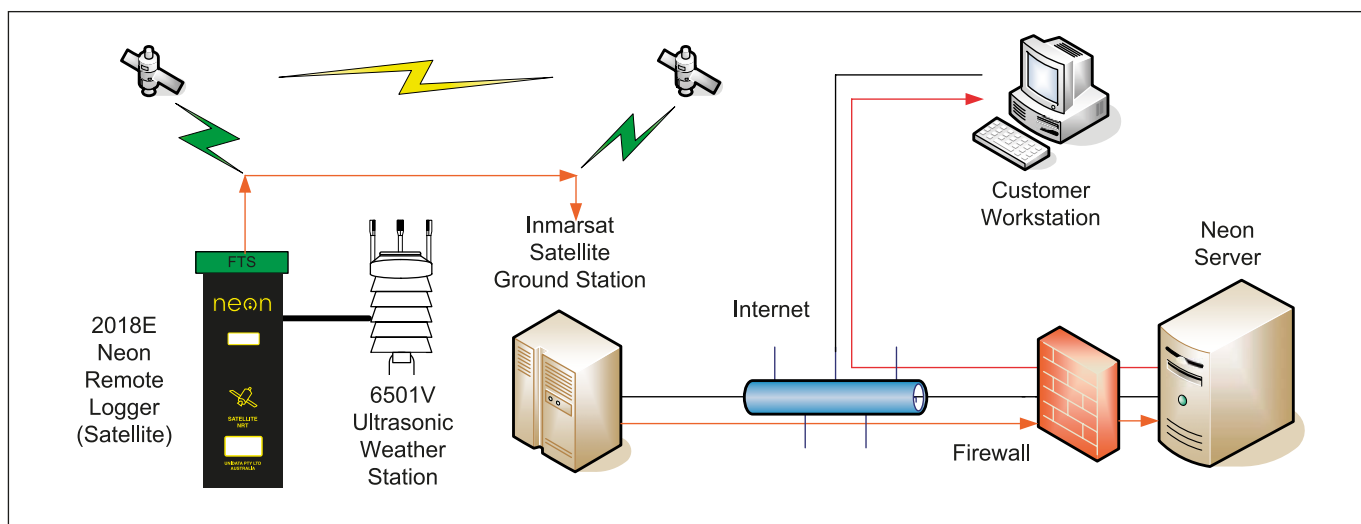 FTS
neon
SATELLITE
NRT
UNIDATA PTY LTD
AUSTRALIA
2018E
Neon
Remote
Logger
(Satellite)
6501V
Ultrasonic
Weather
Station
Inmarsat
Satellite
Ground Station
Internet
Customer
Workstation
Firewall
Neon
Server